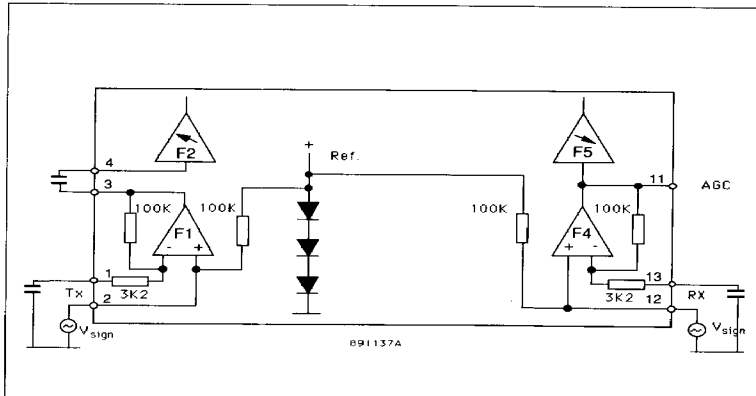 F2
F5
+
Ref.
4
3
11
AGC
100K
100K
100K
100K
F1
- +
F4
+ -
1
Tx
3K2
2
13
3K2
RX
12
Vsign
Vsign
891137A